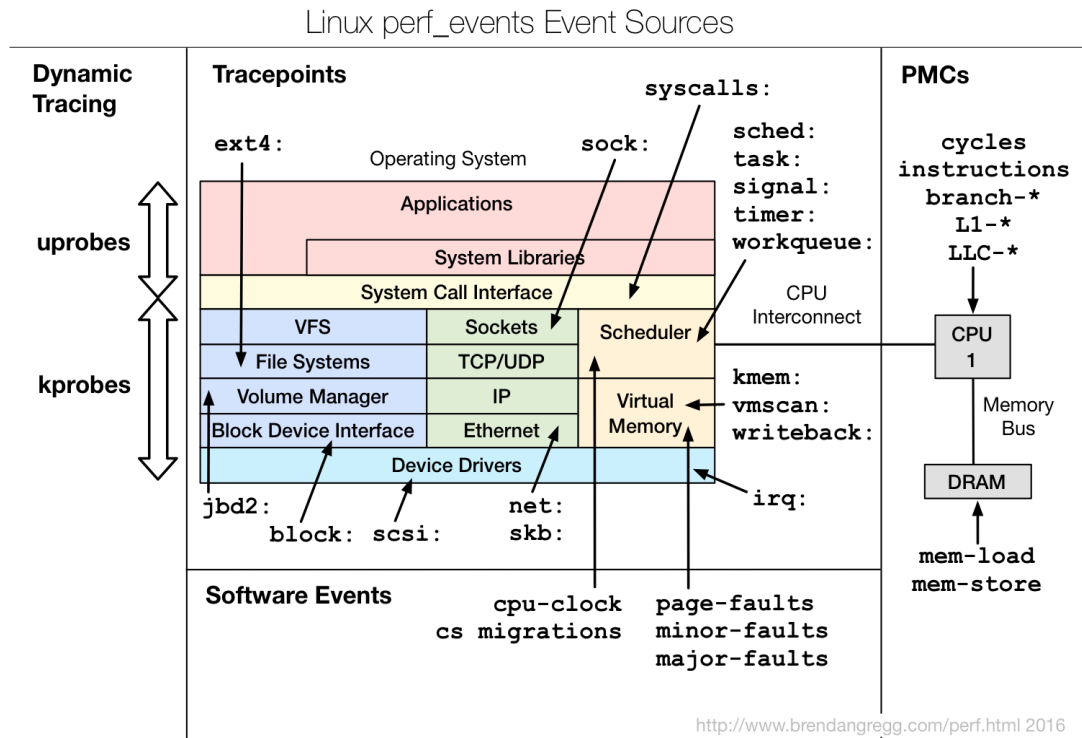 Linux perf_events Event Sources
Dynamic
Tracing
uprobes
kprobes
Tracepoints
syscalls:
ext4:
sock:
sched:
task:
signal:
timer:
workqueue:
Operating System
Applications
System Libraries
System Call Interface
VFS
Sockets
Scheduler
File Systems
TCP/UDP
Volume Manager
IP
Virtual
Memory
Block Device Interface
Ethernet
Device Drivers
CPU
Interconnect
kmem:
vmscan:
writeback:
jbd2:
block:
scsi:
net:
skb:
irq:
PMCs
cycles
instructions
branch-*
L1-*
LLC-*
CPU
1
Memory
Bus
DRAM
mem-load
mem-store
Software Events
cpu-clock
cs migrations
page-faults
minor-faults
major-faults
http://www.brendangregg.com/perf.html 2016